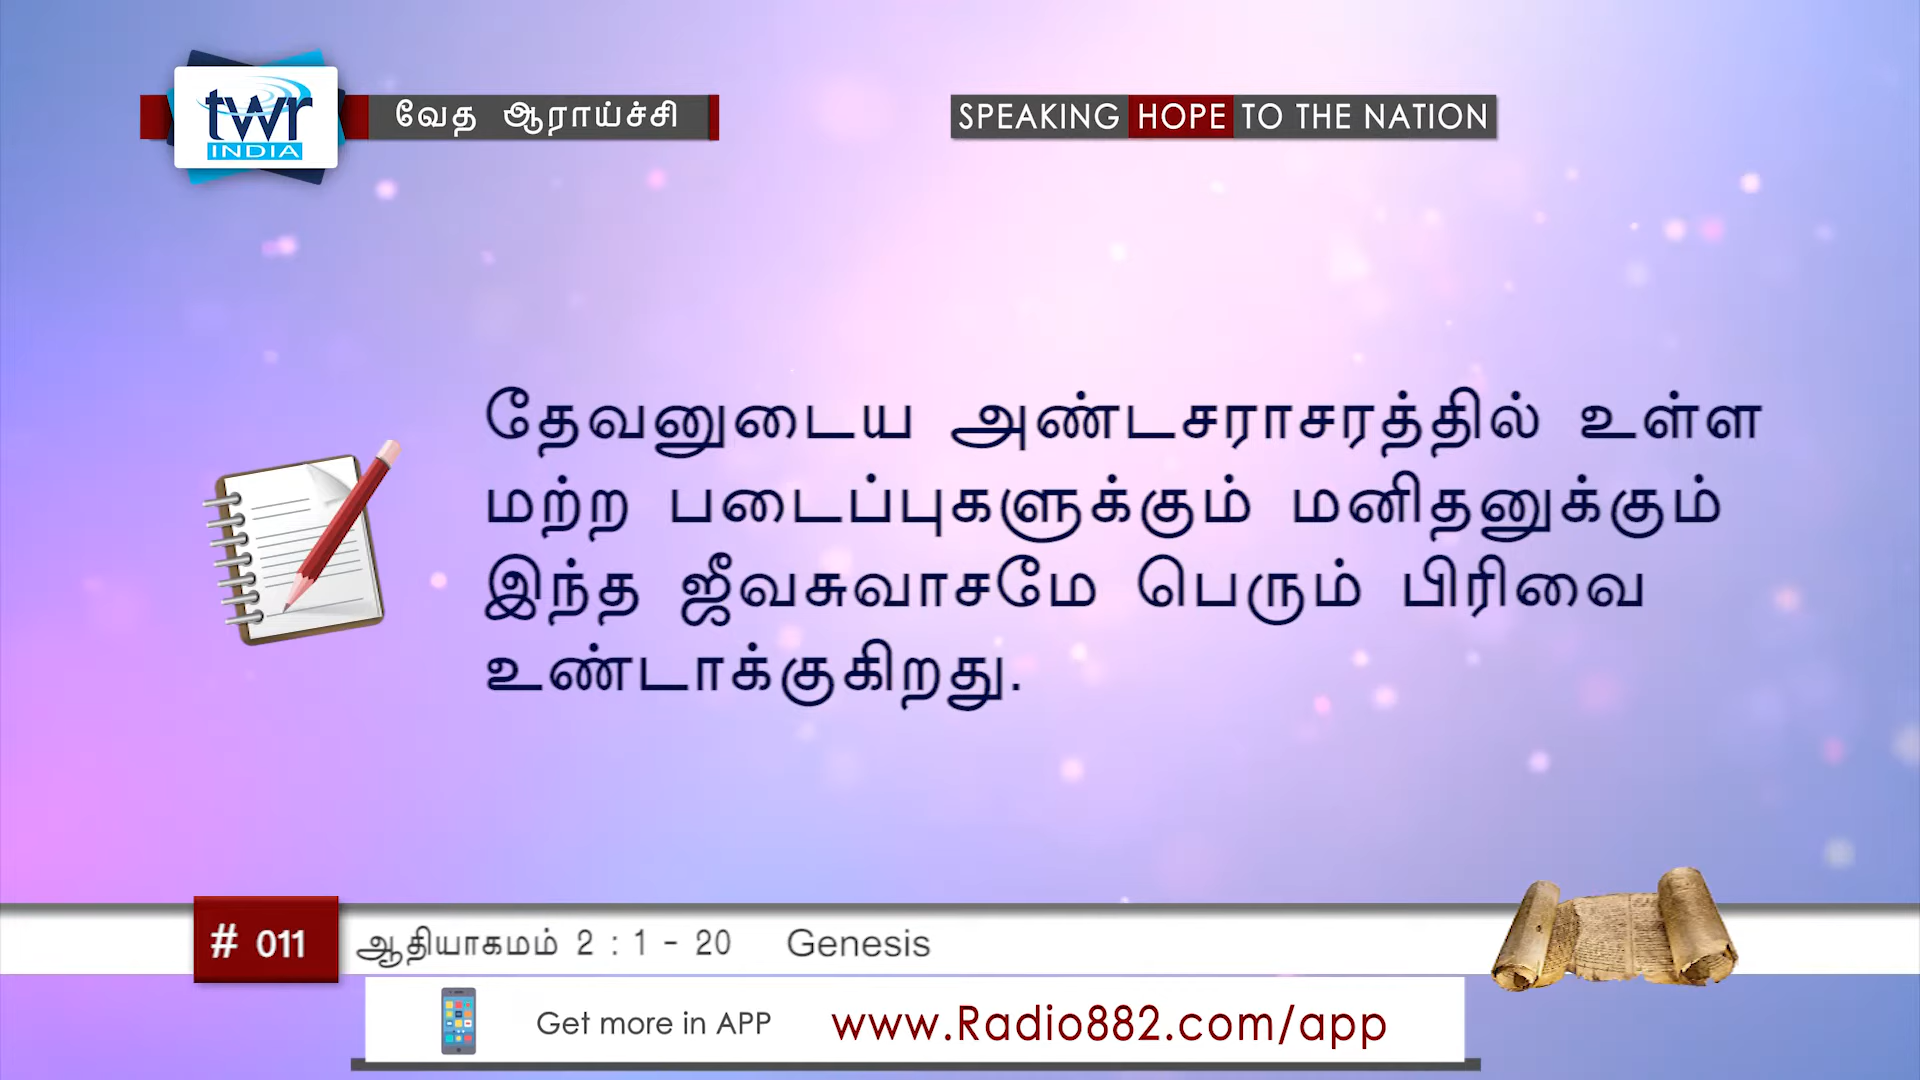 twr
INDIA
வேத ஆராய்ச்சி
SPEAKING HOPE TO THE NATION
தேவனுடைய அண்டசராசரத்தில் உள்ள
மற்ற படைப்புகளுக்கும் மனிதனுக்கும்
இந்த ஜீவசுவாசமே பெரும் பிரிவை
உண்டாக்குகிறது.
# 011 ஆதியாகமம் 2 : 1 - 20 Genesis
Get more in APP www.Radio882.com/app